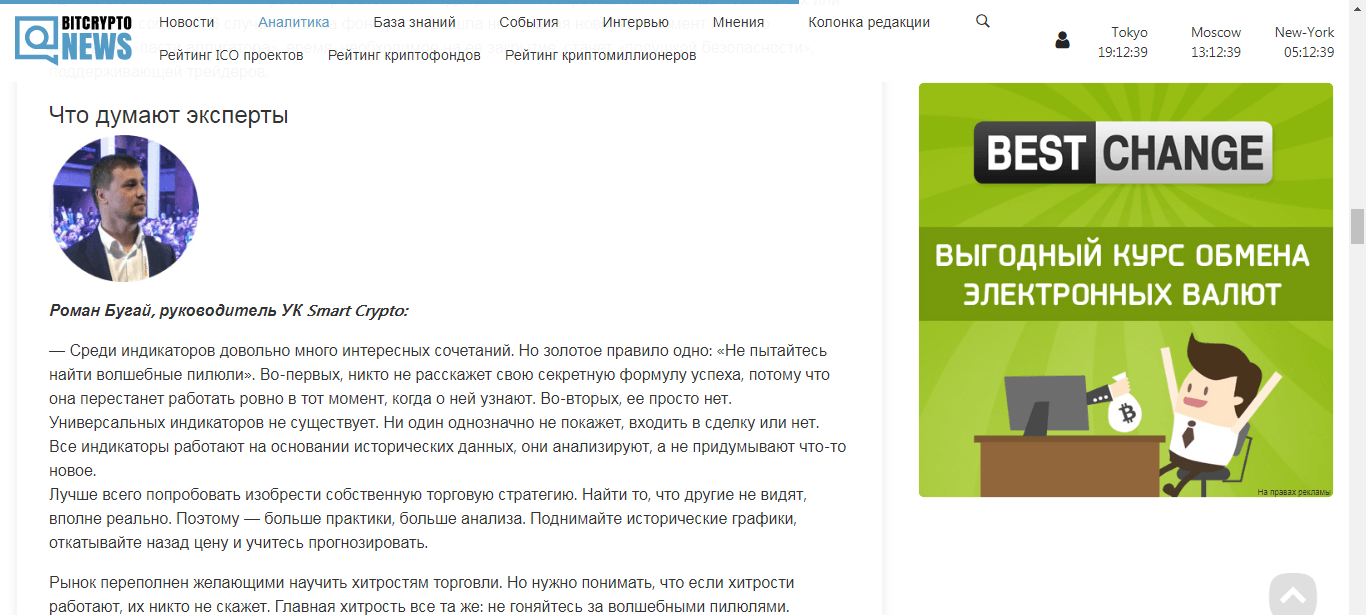 BITCRYPTO
NEWS
Новости
Аналитика
База знаний
События
Интервью
Мнения
Колонка редакции
Рейтинг ICO проектов
Рейтинг криптофондов
Рейтинг криптомиллионеров
Tokyo
19:12:39
Moscow
13:12:39
New-York
05:12:39
поддерживающей трейдеров.
Что думают эксперты
Роман Бугай, руководитель УК Smart Crypto:
— Среди индикаторов довольно много интересных сочетаний. Но золотое правило одно: «Не пытайтесь
найти волшебные пилюли». Во-первых, никто не расскажет свою секретную формулу успеха, потому что
она перестанет работать ровно в тот момент, когда о ней узнают. Во-вторых, ее просто нет.
Универсальных индикаторов не существует. Ни один однозначно не покажет, входить в сделку или нет.
Все индикаторы работают на основании исторических данных, они анализируют, а не придумывают что-то
новое.
Лучше всего попробовать изобрести собственную торговую стратегию. Найти то, что другие не видят,
вполне реально. Поэтому — больше практики, больше анализа. Поднимайте исторические графики,
откатывайте назад цену и учитесь прогнозировать.
Рынок переполнен желающими научить хитростям торговли. Но нужно понимать, что если хитрости
работают, их никто не скажет. Главная хитрость все та же: не гоняйтесь за волшебными пилюлями.
BEST CHANGE
ВЫГОДНЫЙ КУРС ОБМЕНА
ЭЛЕКТРОННЫХ ВАЛЮТ
На правах рекламы